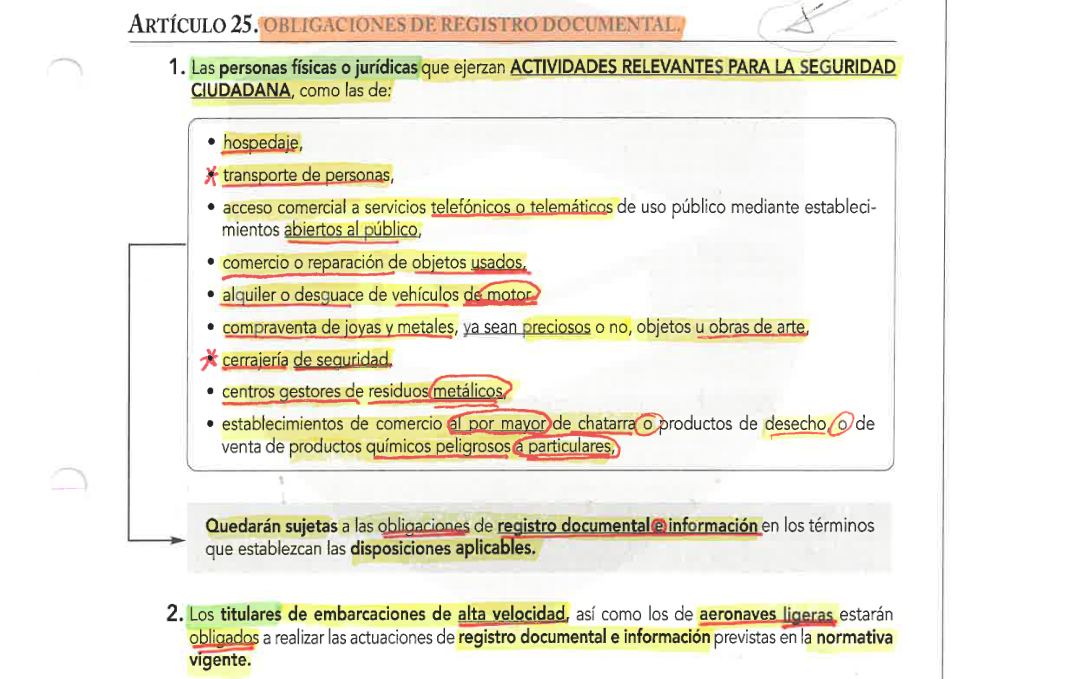 ARTÍCULO 25. OBLIGACIONES DE REGISTRO DOCUMENTAL.
1. Las personas físicas o jurídicas que ejerzan ACTIVIDADES RELEVANTES PARA LA SEGURIDAD
CIUDADANA, como las de:
• hospedaje,
• transporte de personas,
• acceso comercial a servicios telefónicos o telemáticos de uso público mediante estableci-
mientos abiertos al público,
• comercio o reparación de objetos usados,
• alquiler o desguace de vehículos de motor,
• compraventa de joyas y metales, ya sean preciosos o no, objetos u obras de arte,
• cerrajería de seguridad,
• centros gestores de residuos metálicos,
• establecimientos de comercio al por mayor de chatarra o productos de desecho, o de
venta de productos químicos peligrosos a particulares,
Quedarán sujetas a las obligaciones de registro documental e información en los términos
que establezcan las disposiciones aplicables.
2. Los titulares de embarcaciones de alta velocidad, así como los de aeronaves ligeras estarán
obligados a realizar las actuaciones de registro documental e información previstas en la normativa
vigente.